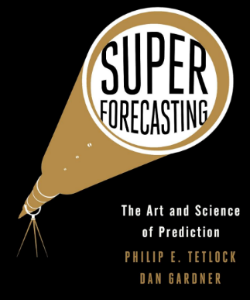 SUPER
FORECASTING
The Art and Science
of Prediction
PHILIP E. TETLOCK
DAN GARDNER